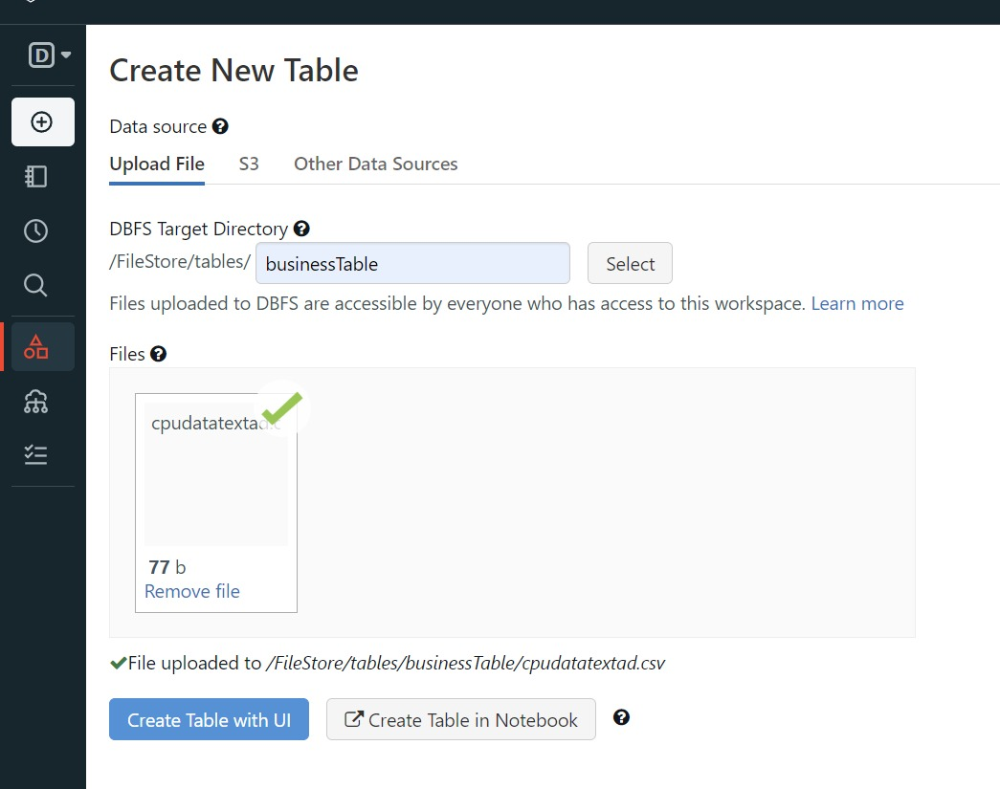 D
Create New Table
Data source ?
Upload File S3 Other Data Sources
DBFS Target Directory ?
/FileStore/tables/ businessTable Select
Files uploaded to DBFS are accessible by everyone who has access to this workspace. Learn more
Files ?
cpudatatextad.c
77 b
Remove file
File uploaded to /FileStore/tables/businessTable/cpudatatextad.csv
Create Table with UI Create Table in Notebook ?